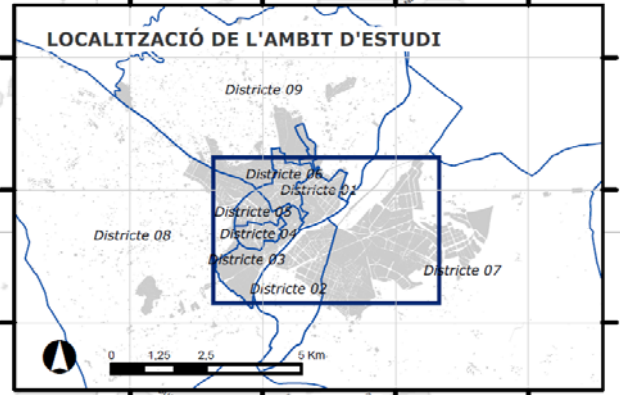 LOCALITZACIÓ DE L'AMBIT D'ESTUDI
Districte 09
Districte 06
Districte 01
Districte 05
Districte 04
Districte 08
Districte 03
Districte 07
Districte 02
0 1,25 2,5 5 Km